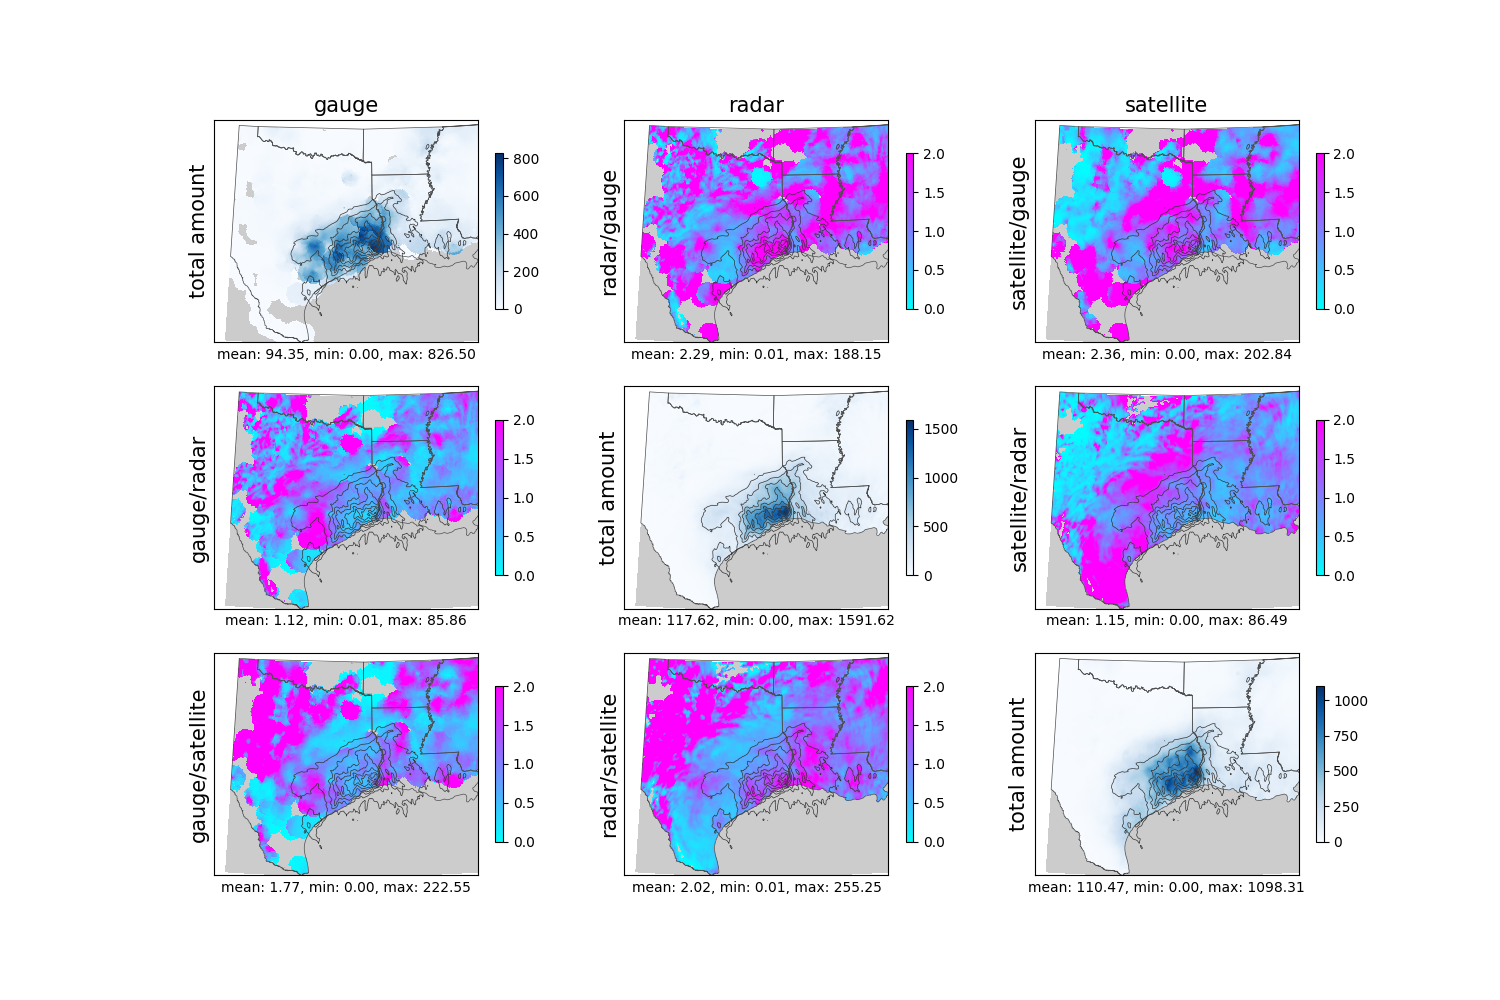 gauge
radar
satellite
total amount
800
600
400
200
0
mean: 94.35, min: 0.00, max: 826.50
radar/gauge
2.0
1.5
1.0
0.5
0.0
mean: 2.29, min: 0.01, max: 188.15
satellite/gauge
2.0
1.5
1.0
0.5
0.0
mean: 2.36, min: 0.00, max: 202.84
gauge/radar
2.0
1.5
1.0
0.5
0.0
mean: 1.12, min: 0.01, max: 85.86
total amount
1500
1000
500
0
mean: 117.62, min: 0.00, max: 1591.62
satellite/radar
2.0
1.5
1.0
0.5
0.0
mean: 1.15, min: 0.00, max: 86.49
gauge/satellite
2.0
1.5
1.0
0.5
0.0
mean: 1.77, min: 0.00, max: 222.55
radar/satellite
2.0
1.5
1.0
0.5
0.0
mean: 2.02, min: 0.01, max: 255.25
total amount
1000
750
500
250
0
mean: 110.47, min: 0.00, max: 1098.31